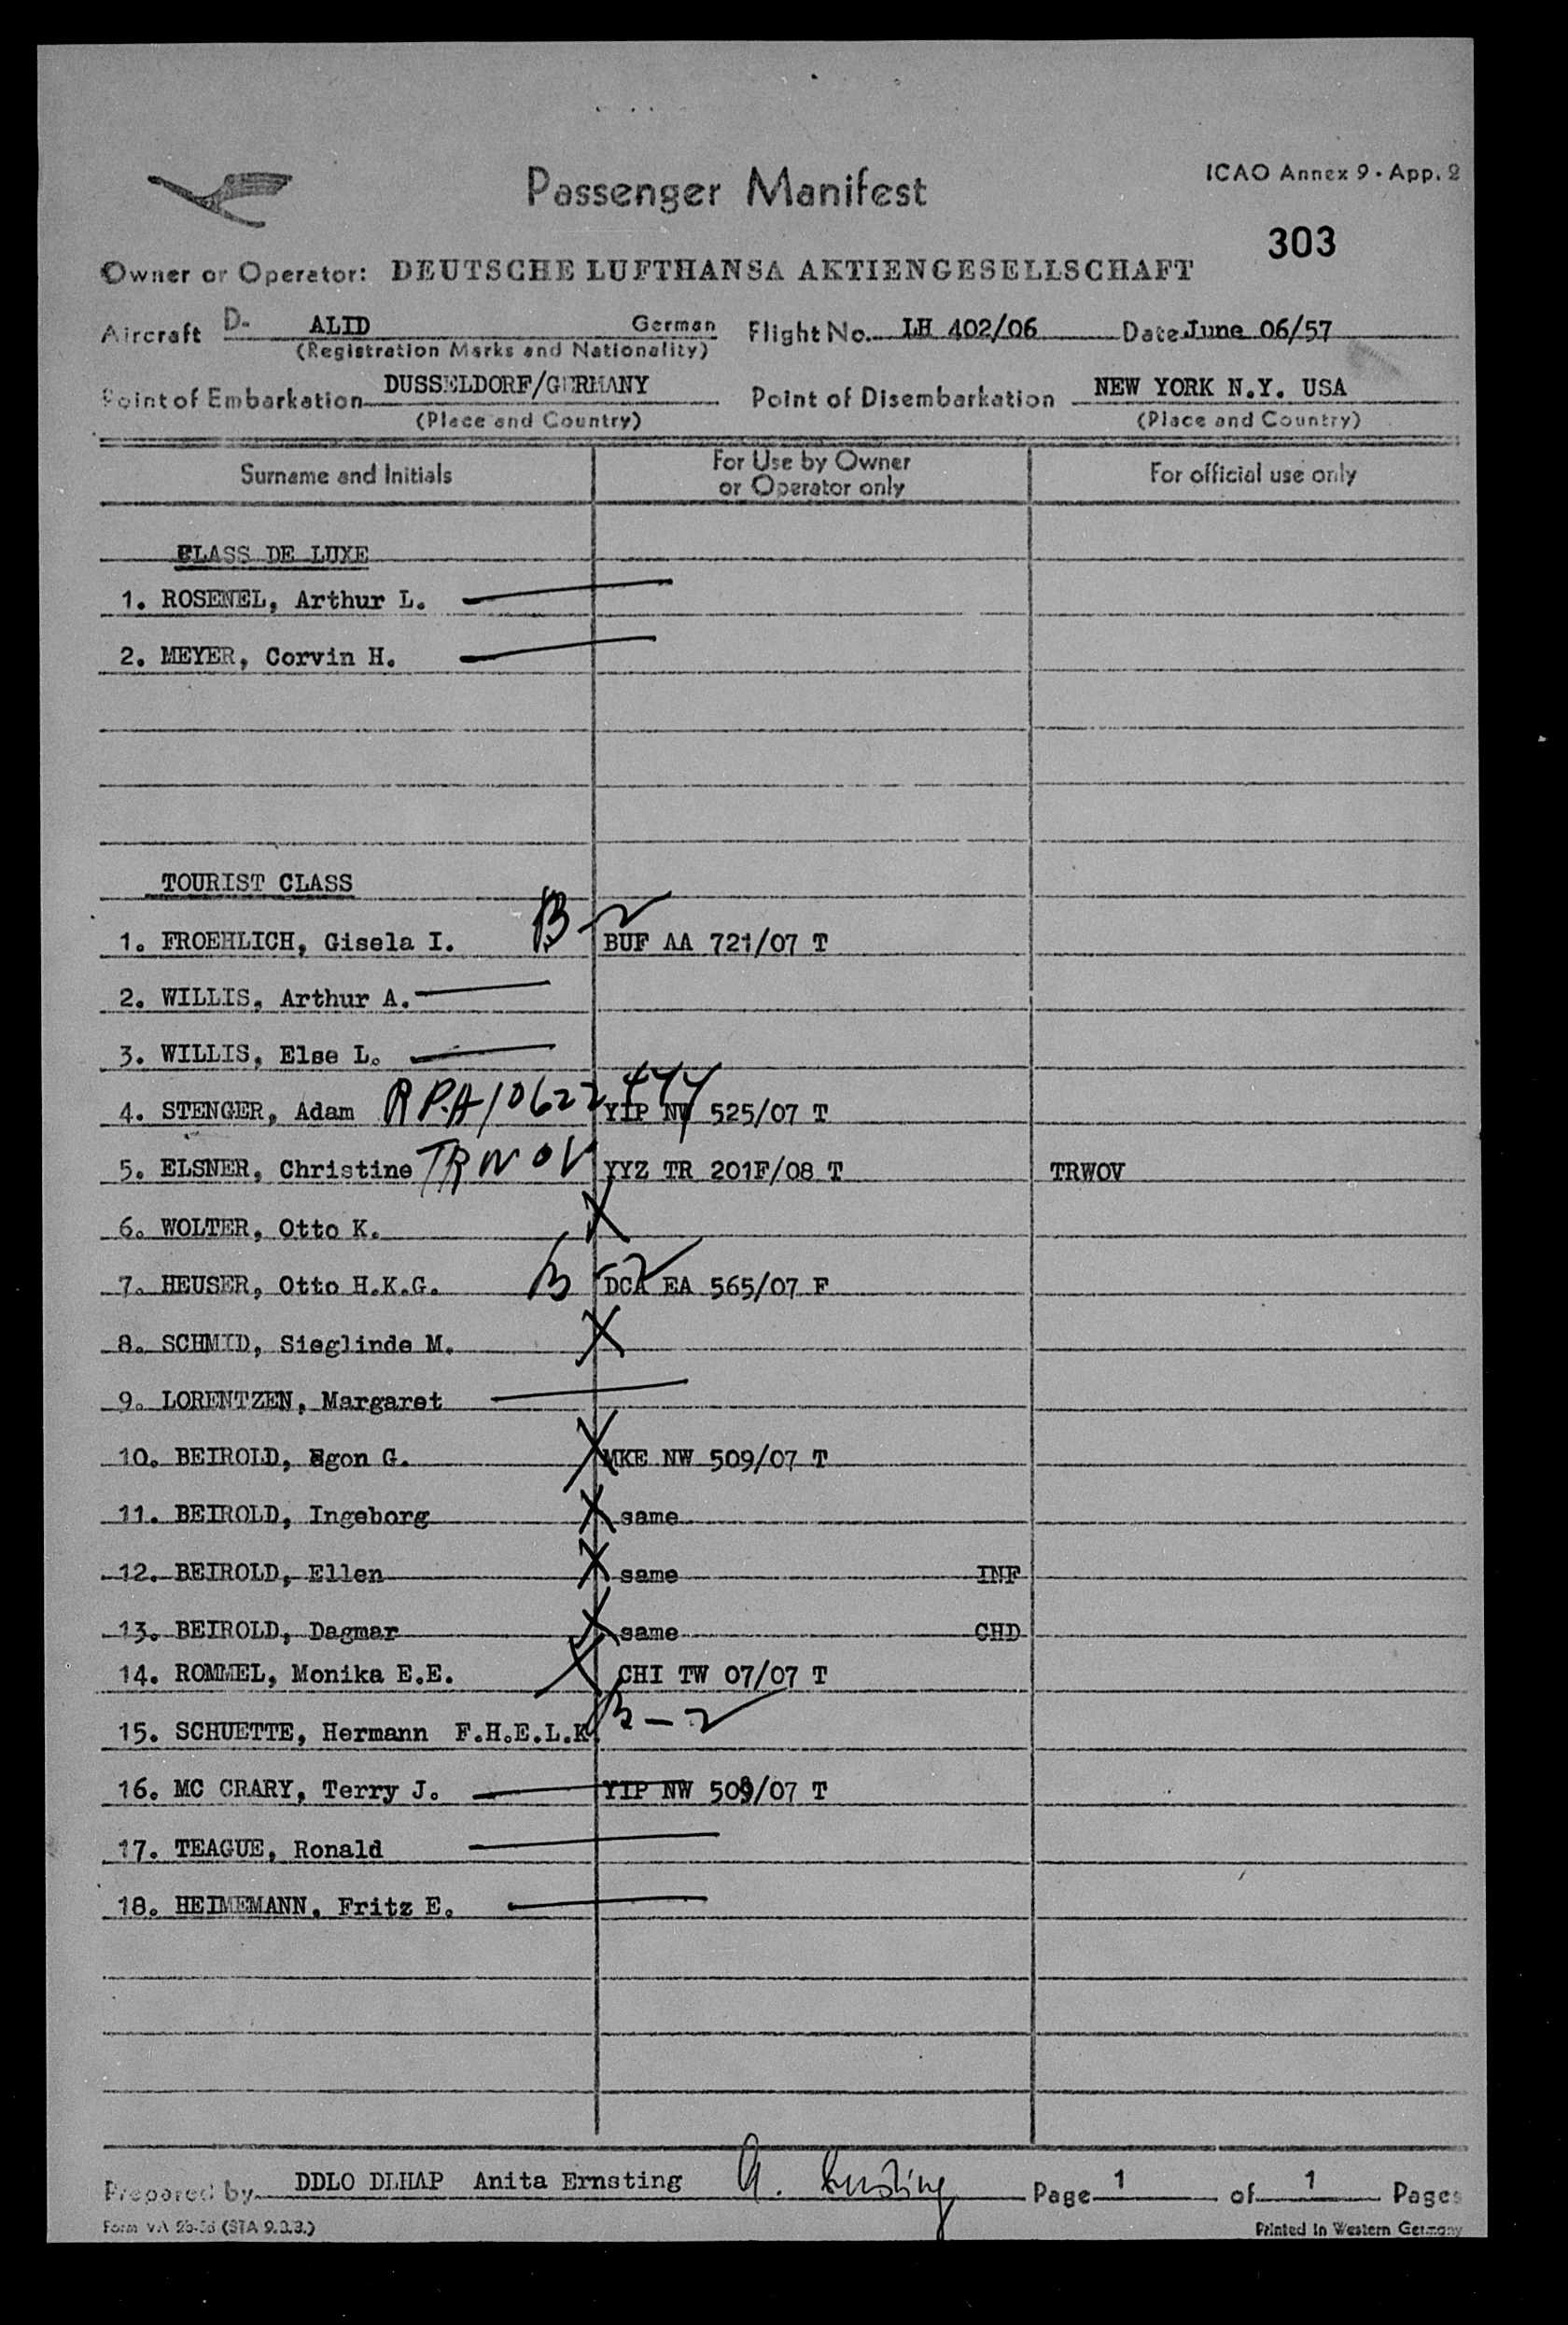 Passenger Manifest
ICAO Annex 9 - App. 2
303
Owner or Operator: DEUTSCHE LUFTHANSA AKTIENGESELLSCHAFT
Aircraft D- ALID German Flight No. LH 402/06 Date June 06/57
(Registration Marks and Nationality)
Point of Embarkation DUSSELDORF/GERMANY Point of Disembarkation NEW YORK N.Y. USA
(Place and Country) (Place and Country)
Surname and Initials For Use by Owner or Operator only For official use only
CLASS DE LUXE
1. ROSENEL, Arthur L.
2. MEYER, Corvin H.
TOURIST CLASS
1. FROEHLICH, Gisela I. B-2 BUF AA 721/07 T
2. WILLIS, Arthur A.
3. WILLIS, Else L.
4. STENGER, Adam RPA10622444 YIP NW 525/07 T
5. ELSNER, Christine TRWOV YYZ TR 201F/08 T TRWOV
6. WOLTER, Otto K. X
7. HEUSER, Otto H.K.G. B-2 DCA EA 565/07 F
8. SCHMID, Sieglinde M. X
9. LORENTZEN, Margaret
10. BEIROLD, Egon G. X MKE NW 509/07 T
11. BEIROLD, Ingeborg X same
12. BEIROLD, Ellen X same INF
13. BEIROLD, Dagmar X same CHD
14. ROMMEL, Monika E.E. X CHI TW 07/07 T
15. SCHUETTE, Hermann F.H.E.L.K. B-2
16. MC CRARY, Terry J. YIP NW 509/07 T
17. TEAGUE, Ronald
18. HEIMEMANN, Fritz E.
Prepared by DDLO DLHAP Anita Ernsting A. Ernsting Page 1 of 1 Pages
Form VA (STA 9.3.3.) Printed in Western Germany